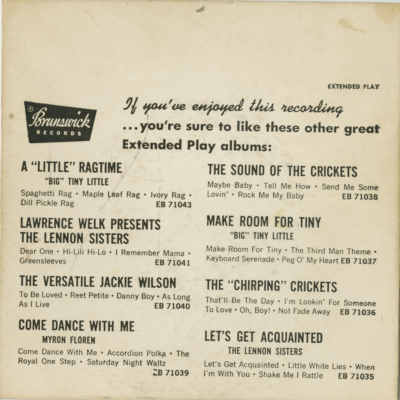 EXTENDED PLAY
Brunswick
RECORDS
If you've enjoyed this recording
...you're sure to like these other great
Extended Play albums:
A "LITTLE" RAGTIME
"BIG" TINY LITTLE
Spaghetti Rag • Maple Leaf Rag • Ivory Rag •
Dill Pickle Rag EB 71043
LAWRENCE WELK PRESENTS
THE LENNON SISTERS
Dear One • Hi-Lili Hi-Lo • I Remember Mama •
Greensleeves EB 71041
THE VERSATILE JACKIE WILSON
To Be Loved • Reet Petite • Danny Boy • As Long
As I Live EB 71040
COME DANCE WITH ME
MYRON FLOREN
Come Dance With Me • Accordion Polka • The
Royal One Step • Saturday Night Waltz
EB 71039
THE SOUND OF THE CRICKETS
Maybe Baby • Tell Me How • Send Me Some
Lovin' • Rock Me My Baby EB 71038
MAKE ROOM FOR TINY
"BIG" TINY LITTLE
Make Room For Tiny • The Third Man Theme •
Keyboard Serenade • Peg O' My Heart EB 71037
THE "CHIRPING" CRICKETS
That'll Be The Day • I'm Lookin' For Someone
To Love • Oh, Boy! • Not Fade Away EB 71036
LET'S GET ACQUAINTED
THE LENNON SISTERS
Let's Get Acquainted • Little White Lies • When
I'm With You • Shake Me I Rattle EB 71035